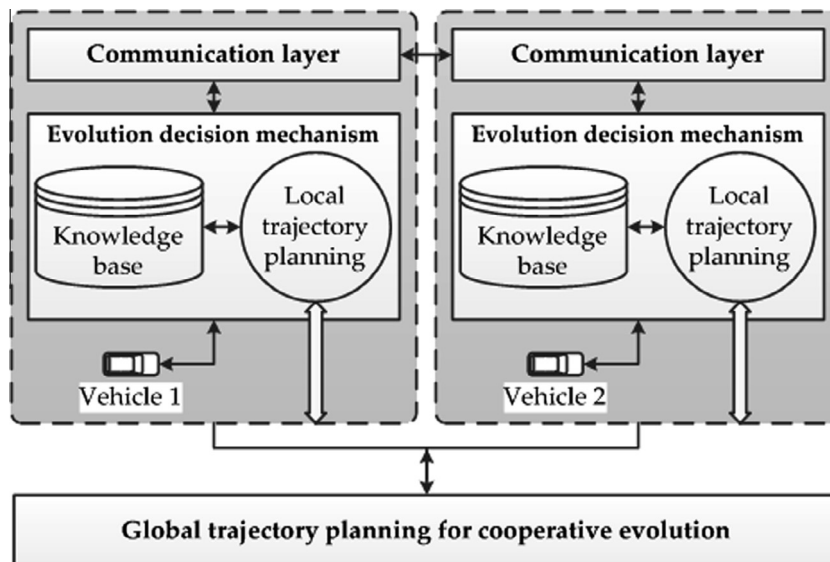 Communication layer
Communication layer
Evolution decision mechanism
Knowledge
base
Local
trajectory
planning
Vehicle 1
Evolution decision mechanism
Knowledge
base
Local
trajectory
planning
Vehicle 2
Global trajectory planning for cooperative evolution